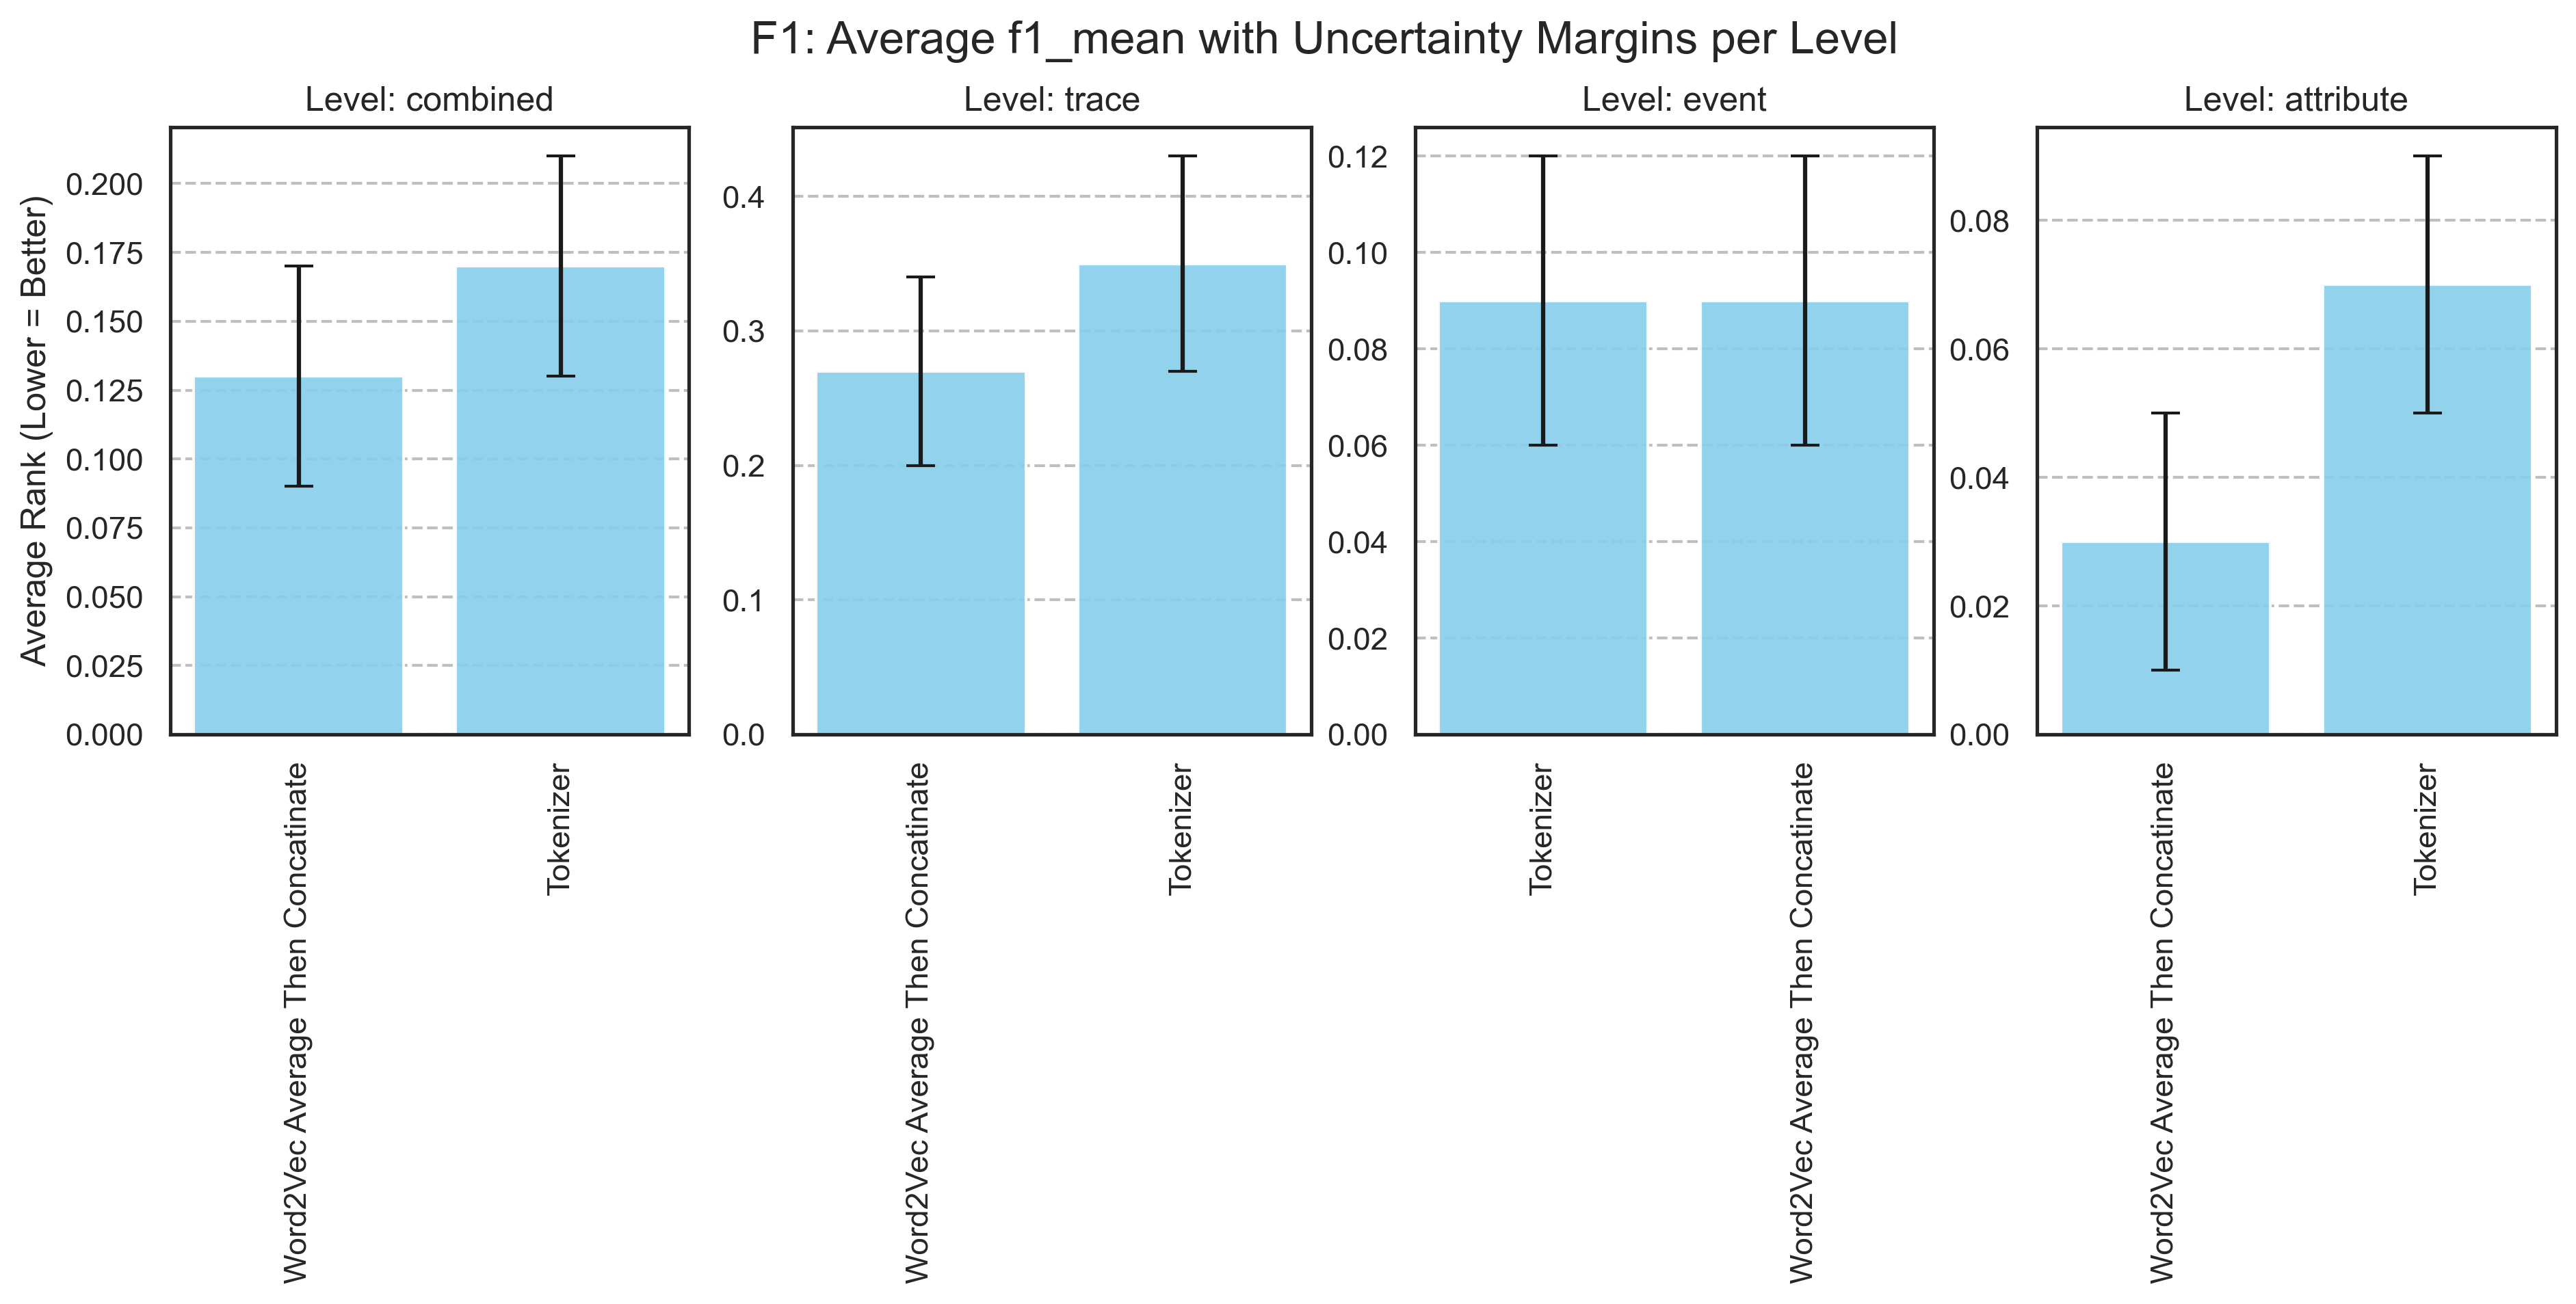 F1: Average f1_mean with Uncertainty Margins per Level
Level: combined
Level: trace
Level: event
Level: attribute
Average Rank (Lower = Better)
0.200
0.175
0.150
0.125
0.100
0.075
0.050
0.025
0.000
Word2Vec Average Then Concatinate
Tokenizer
0.4
0.3
0.2
0.1
0.0
Word2Vec Average Then Concatinate
Tokenizer
0.12
0.10
0.08
0.06
0.04
0.02
0.00
Tokenizer
Word2Vec Average Then Concatinate
0.08
0.06
0.04
0.02
0.00
Word2Vec Average Then Concatinate
Tokenizer